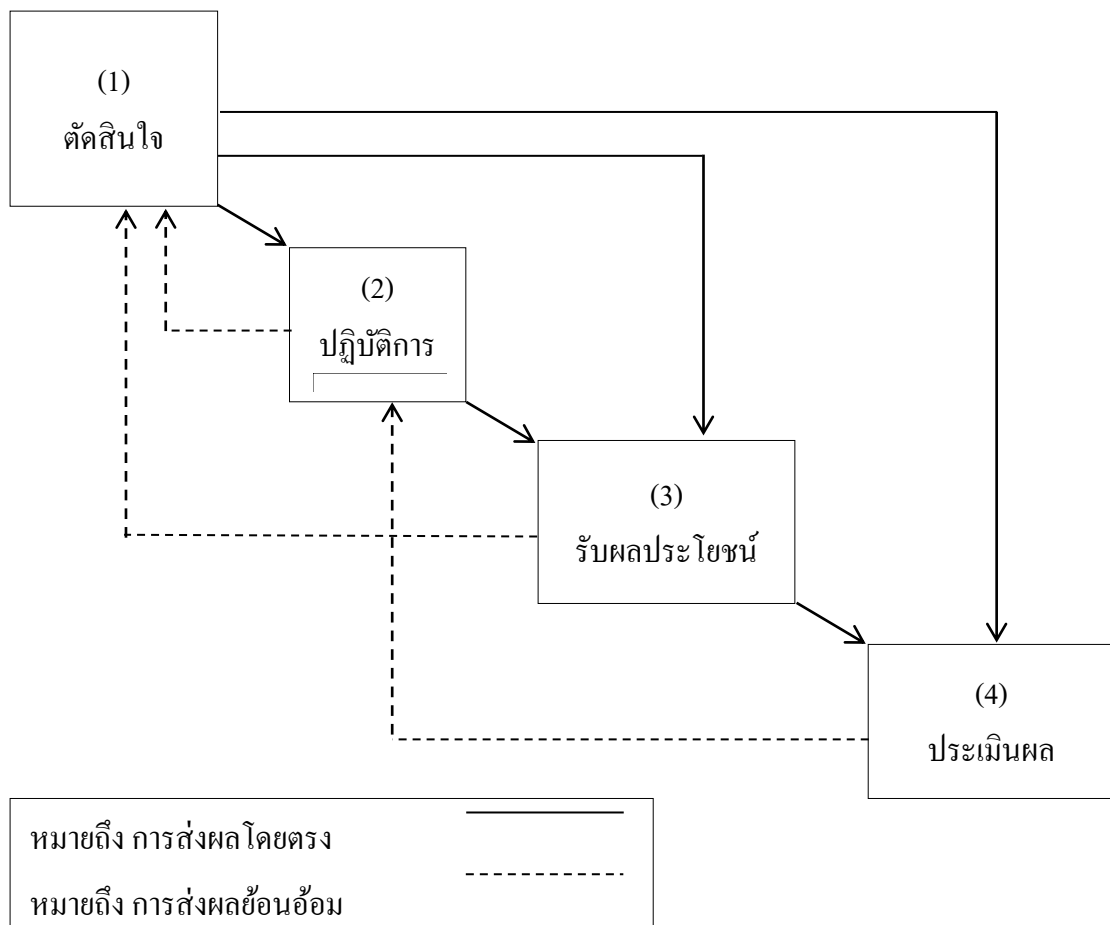 (1)
ตัดสินใจ
(2)
ปฏิบัติการ
(3)
รับผลประโยชน์
(4)
ประเมินผล
หมายถึง การส่งผลโดยตรง
หมายถึง การส่งผลย้อนอ้อม